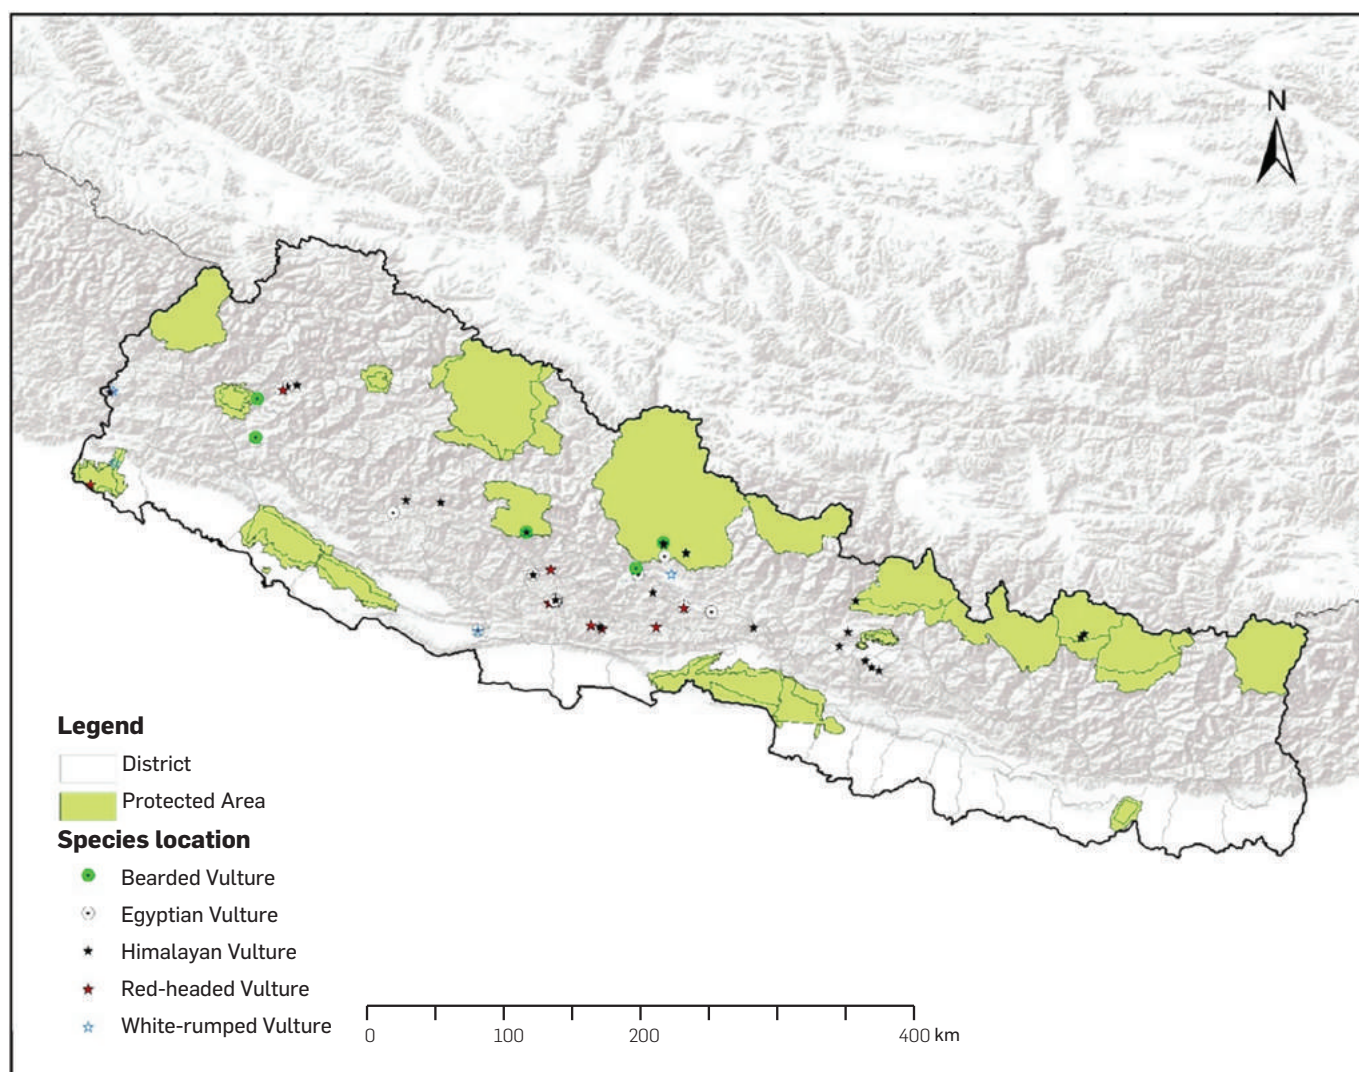 N
Legend
District
Protected Area
Species location
Bearded Vulture
Egyptian Vulture
Himalayan Vulture
Red-headed Vulture
White-rumped Vulture
0 100 200 400 km